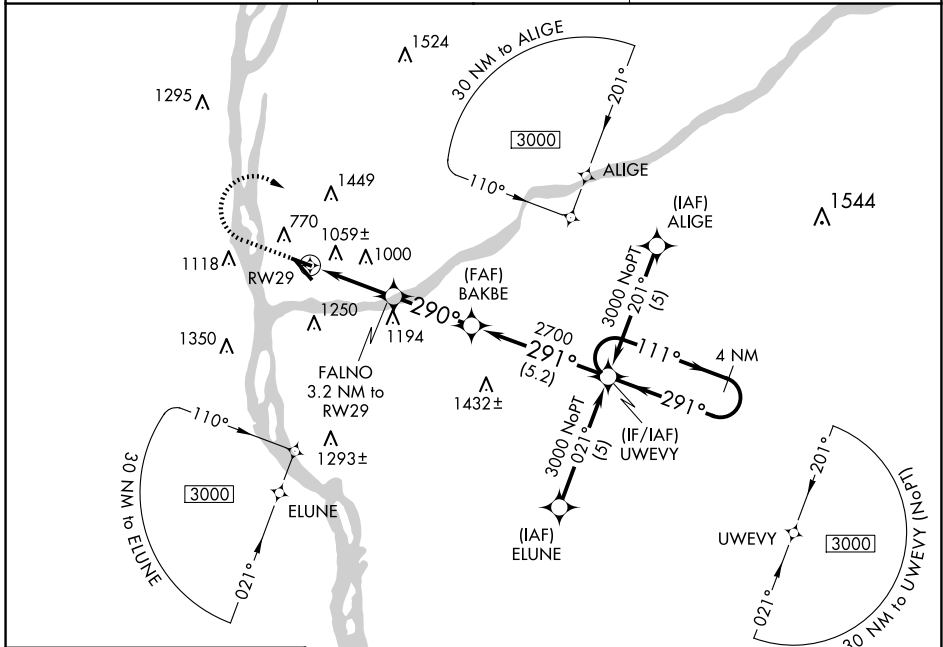 1524
1295
30 NM to ALIGE
201°
3000
110°
ALIGE
1449
770
1059±
1000
1118
RW29
(IAF)
ALIGE
1544
(FAF)
BAKBE
290°
1194
1250
1350
3000 NoPT
201°
(5)
2700
291°
(5.2)
111°
4 NM
291°
FALNO
3.2 NM to
RW29
1432±
(IF/IAF)
UWEVY
3000 NoPT
021°
(5)
(IAF)
ELUNE
110°
1293±
3000
ELUNE
021°
30 NM to ELUNE
201°
UWEVY
3000
021°
30 NM to UWEVY (NoPT)